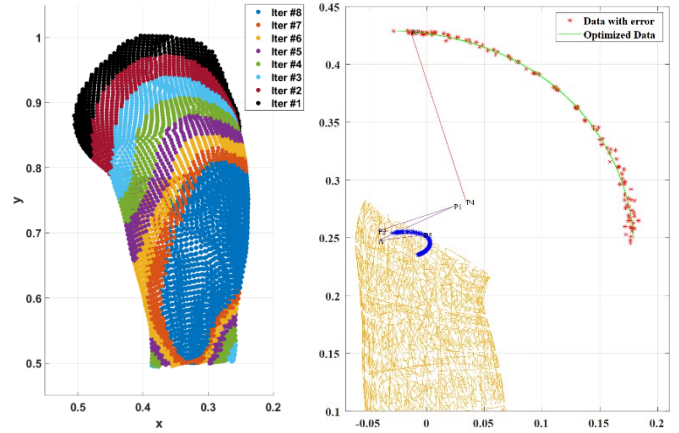 Iter #8
Iter #7
Iter #6
Iter #5
Iter #4
Iter #3
Iter #2
Iter #1
1
0.9
0.8
0.7
0.6
0.5
y
0.5
0.4
0.3
0.2
x
Data with error
Optimized Data
0.45
0.4
0.35
0.3
0.25
0.2
0.15
0.1
P4
P1
P2
A
-0.05
0
0.05
0.1
0.15
0.2